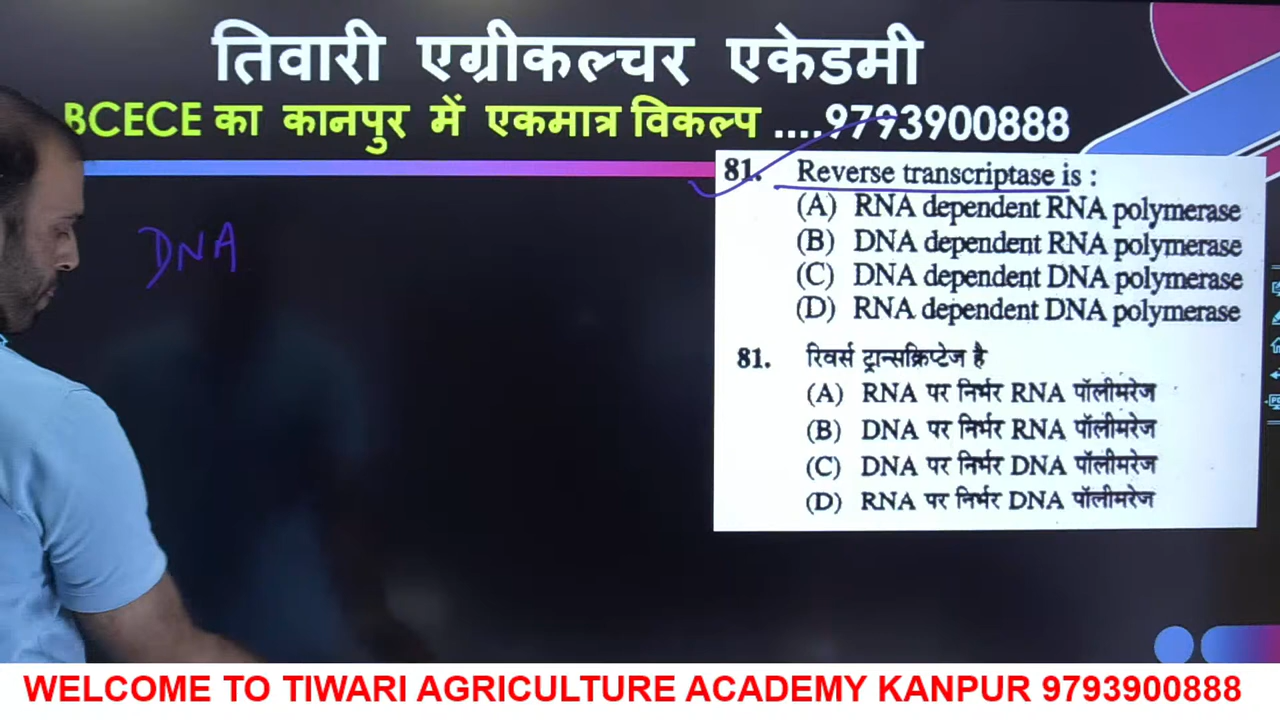 तिवारी एग्रीकल्चर एकेडमी
BCECE का कानपुर में एकमात्र विकल्प ....9793900888
81. Reverse transcriptase is :
(A) RNA dependent RNA polymerase
(B) DNA dependent RNA polymerase
(C) DNA dependent DNA polymerase
(D) RNA dependent DNA polymerase
81. रिवर्स ट्रान्सक्रिप्टेज है
(A) RNA पर निर्भर RNA पॉलीमरेज
(B) DNA पर निर्भर RNA पॉलीमरेज
(C) DNA पर निर्भर DNA पॉलीमरेज
(D) RNA पर निर्भर DNA पॉलीमरेज
DNA
WELCOME TO TIWARI AGRICULTURE ACADEMY KANPUR 9793900888